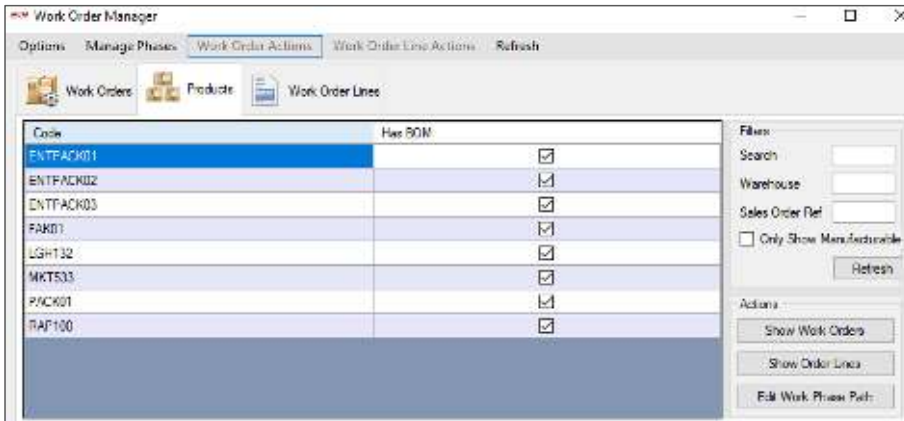 Work Order Manager
Options Manage Phases Work Order Actions Work Order Line Actions Refresh
Work Orders Products Work Order Lines
Code Has BOM
ENTPACK01
ENTPACK02
ENTPACK03
FAK01
LGH132
MKT533
PACK01
RAP100
Filters
Search
Warehouse
Sales Order Ref
Only Show Manufacturable
Refresh
Actions
Show Work Orders
Show Order Lines
Edit Work Phase Path